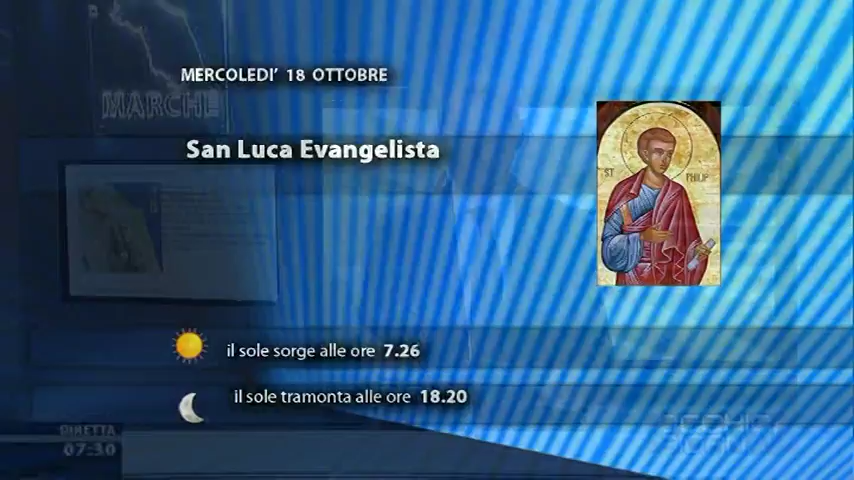 MERCOLEDI’ 18 OTTOBRE
MARCHE
San Luca Evangelista
ST PHILIP
il sole sorge alle ore 7.26
il sole tramonta alle ore 18.20
DIRETTA
07:30